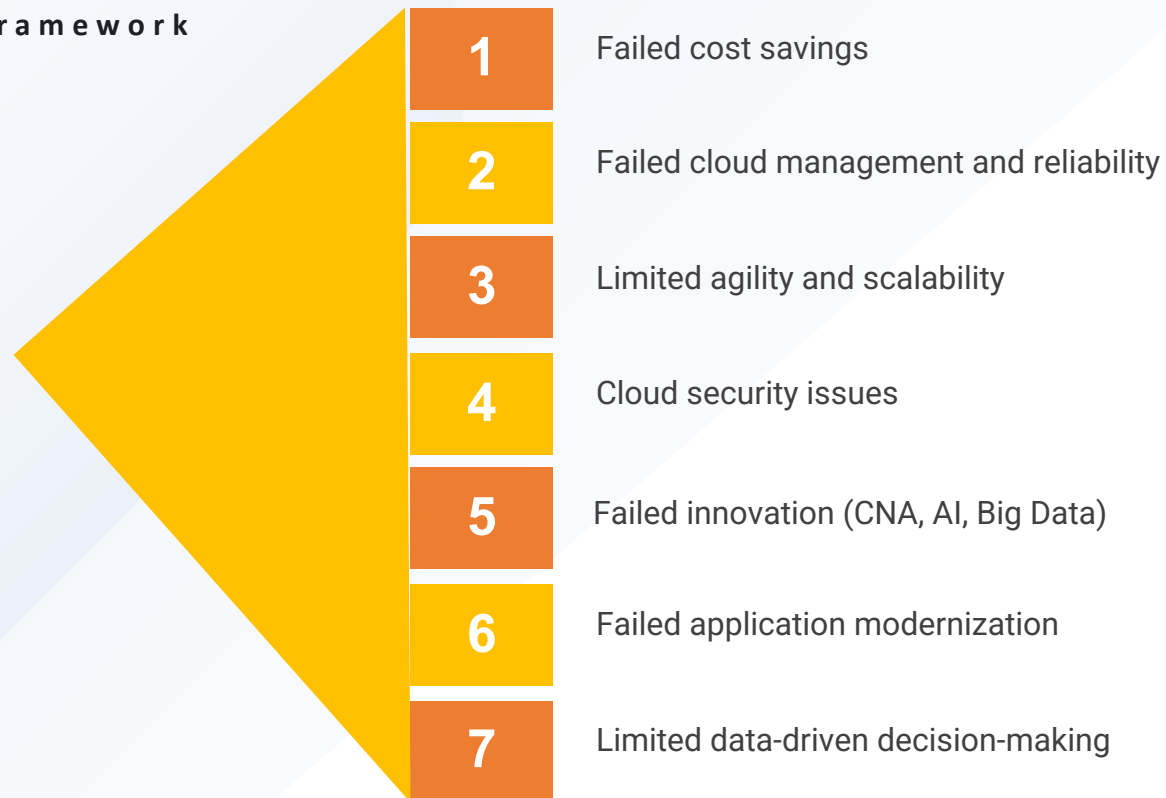 ramework
1
Failed cost savings
2
Failed cloud management and reliability
3
Limited agility and scalability
4
Cloud security issues
5
Failed innovation (CNA, AI, Big Data)
6
Failed application modernization
7
Limited data-driven decision-making